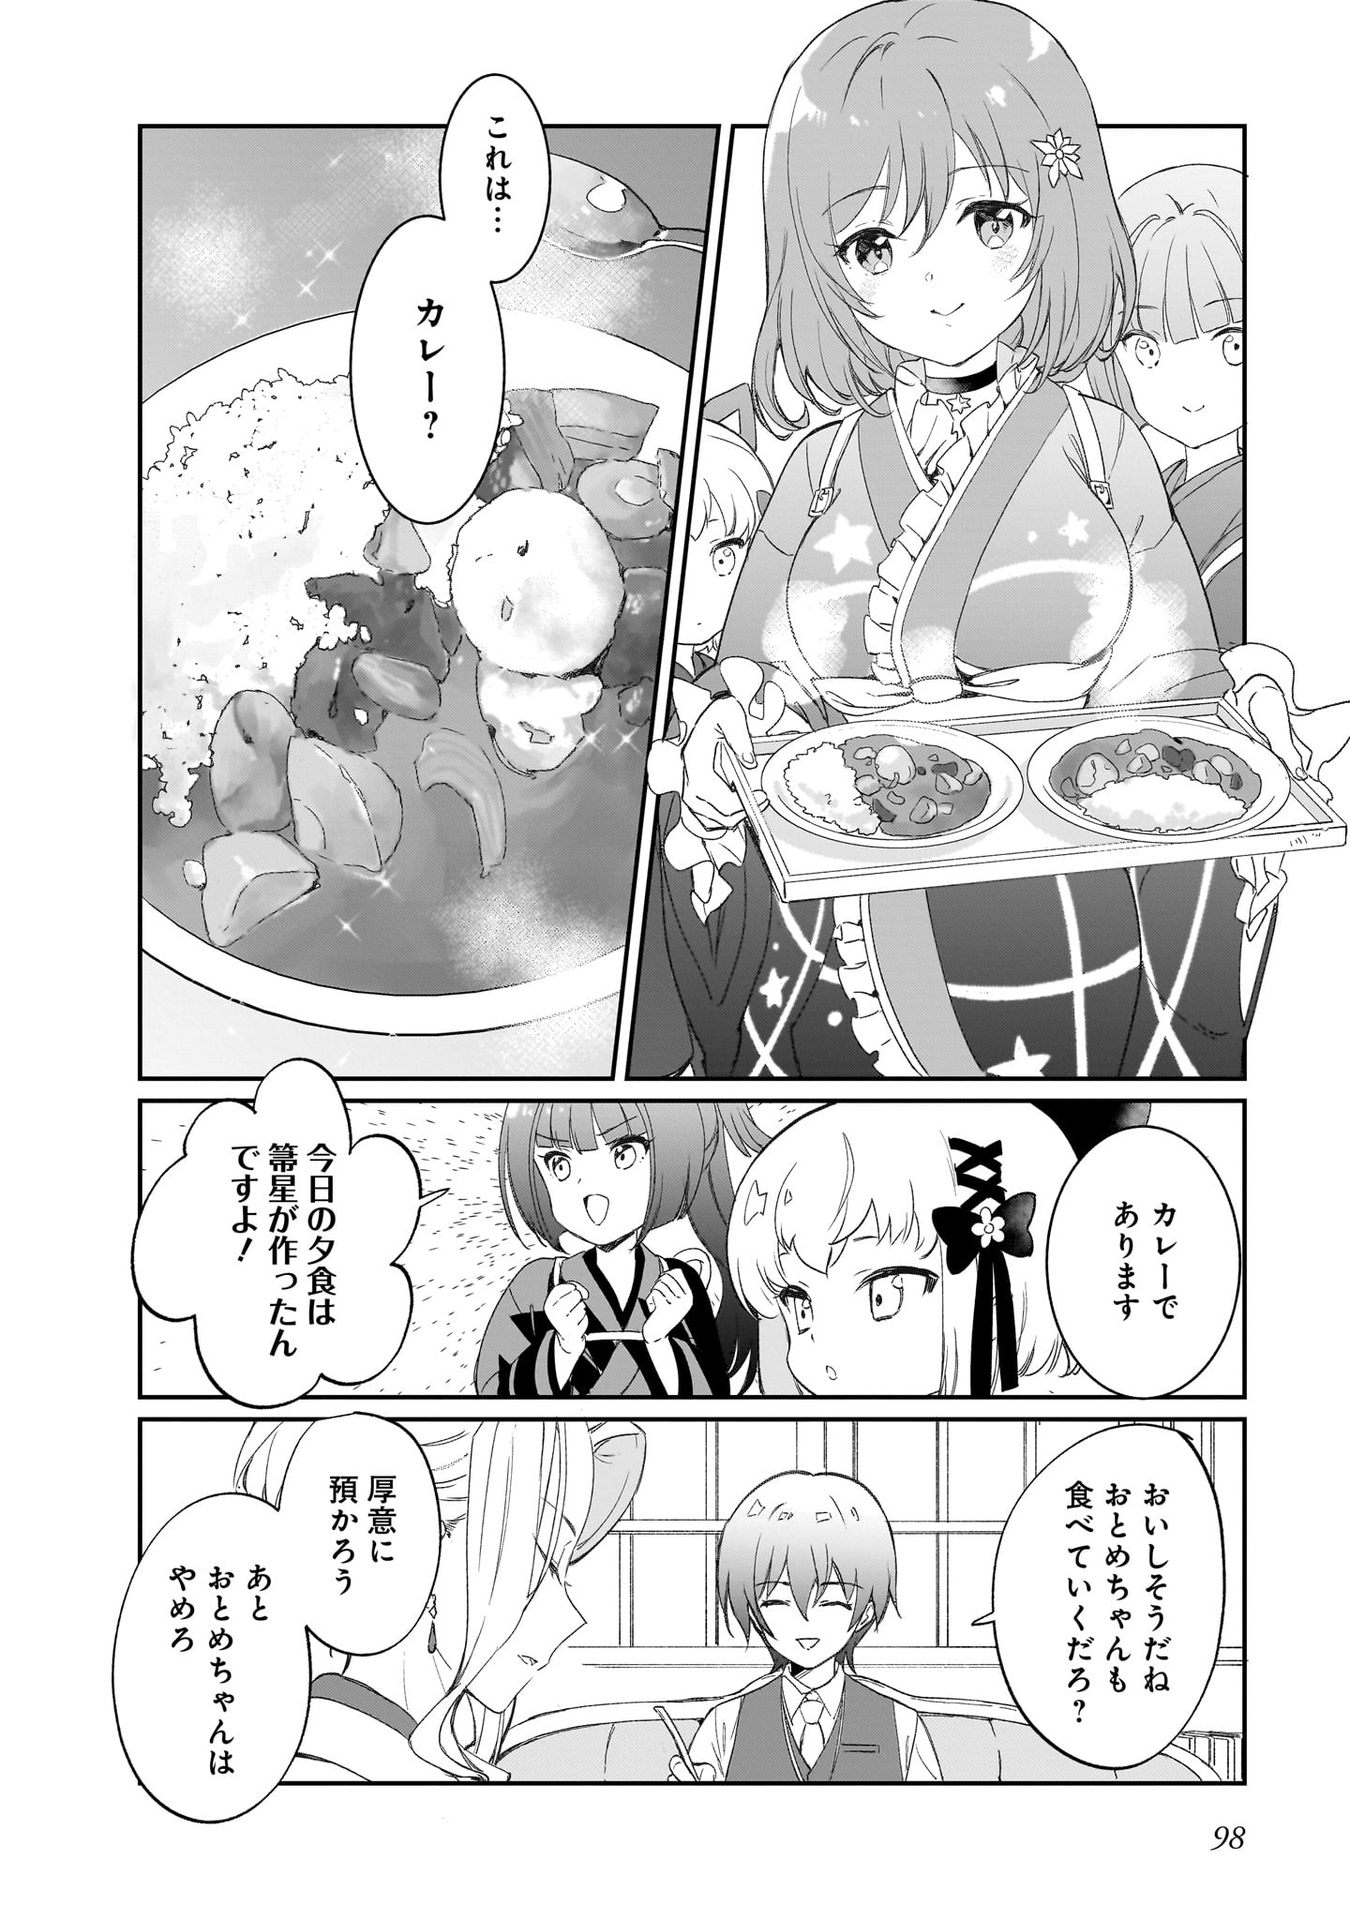 これは…
カレー?
カレーで
あります
今日の夕食は
箒星が作ったん
ですよ!
おいしそうだね
おとめちゃんも
食べていくだろ?
厚意に
預かろう
あと
おとめちゃんは
やめろ
98